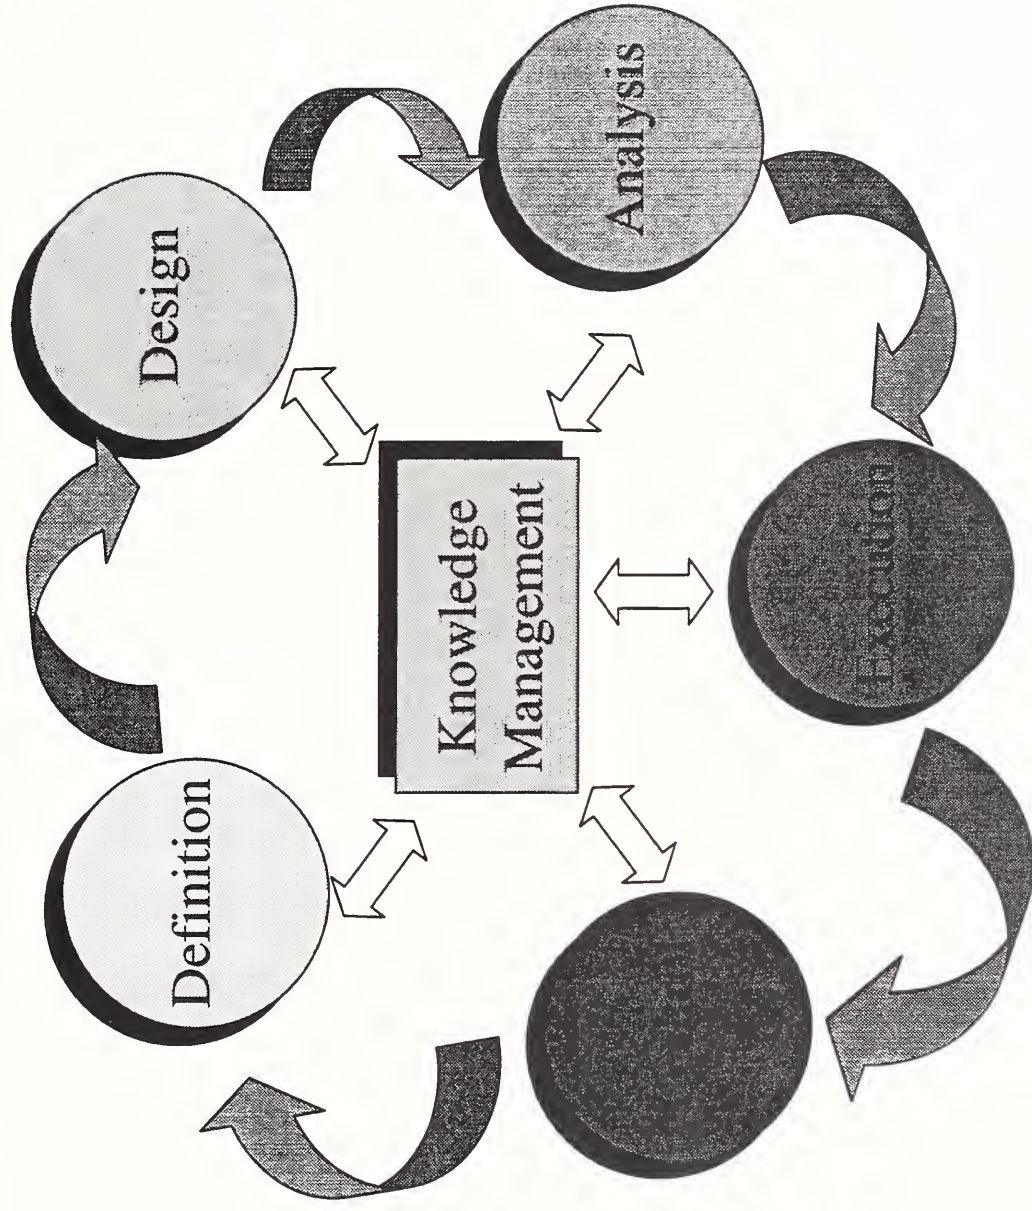 Definition
Design
Analysis
Execution
Knowledge
Management